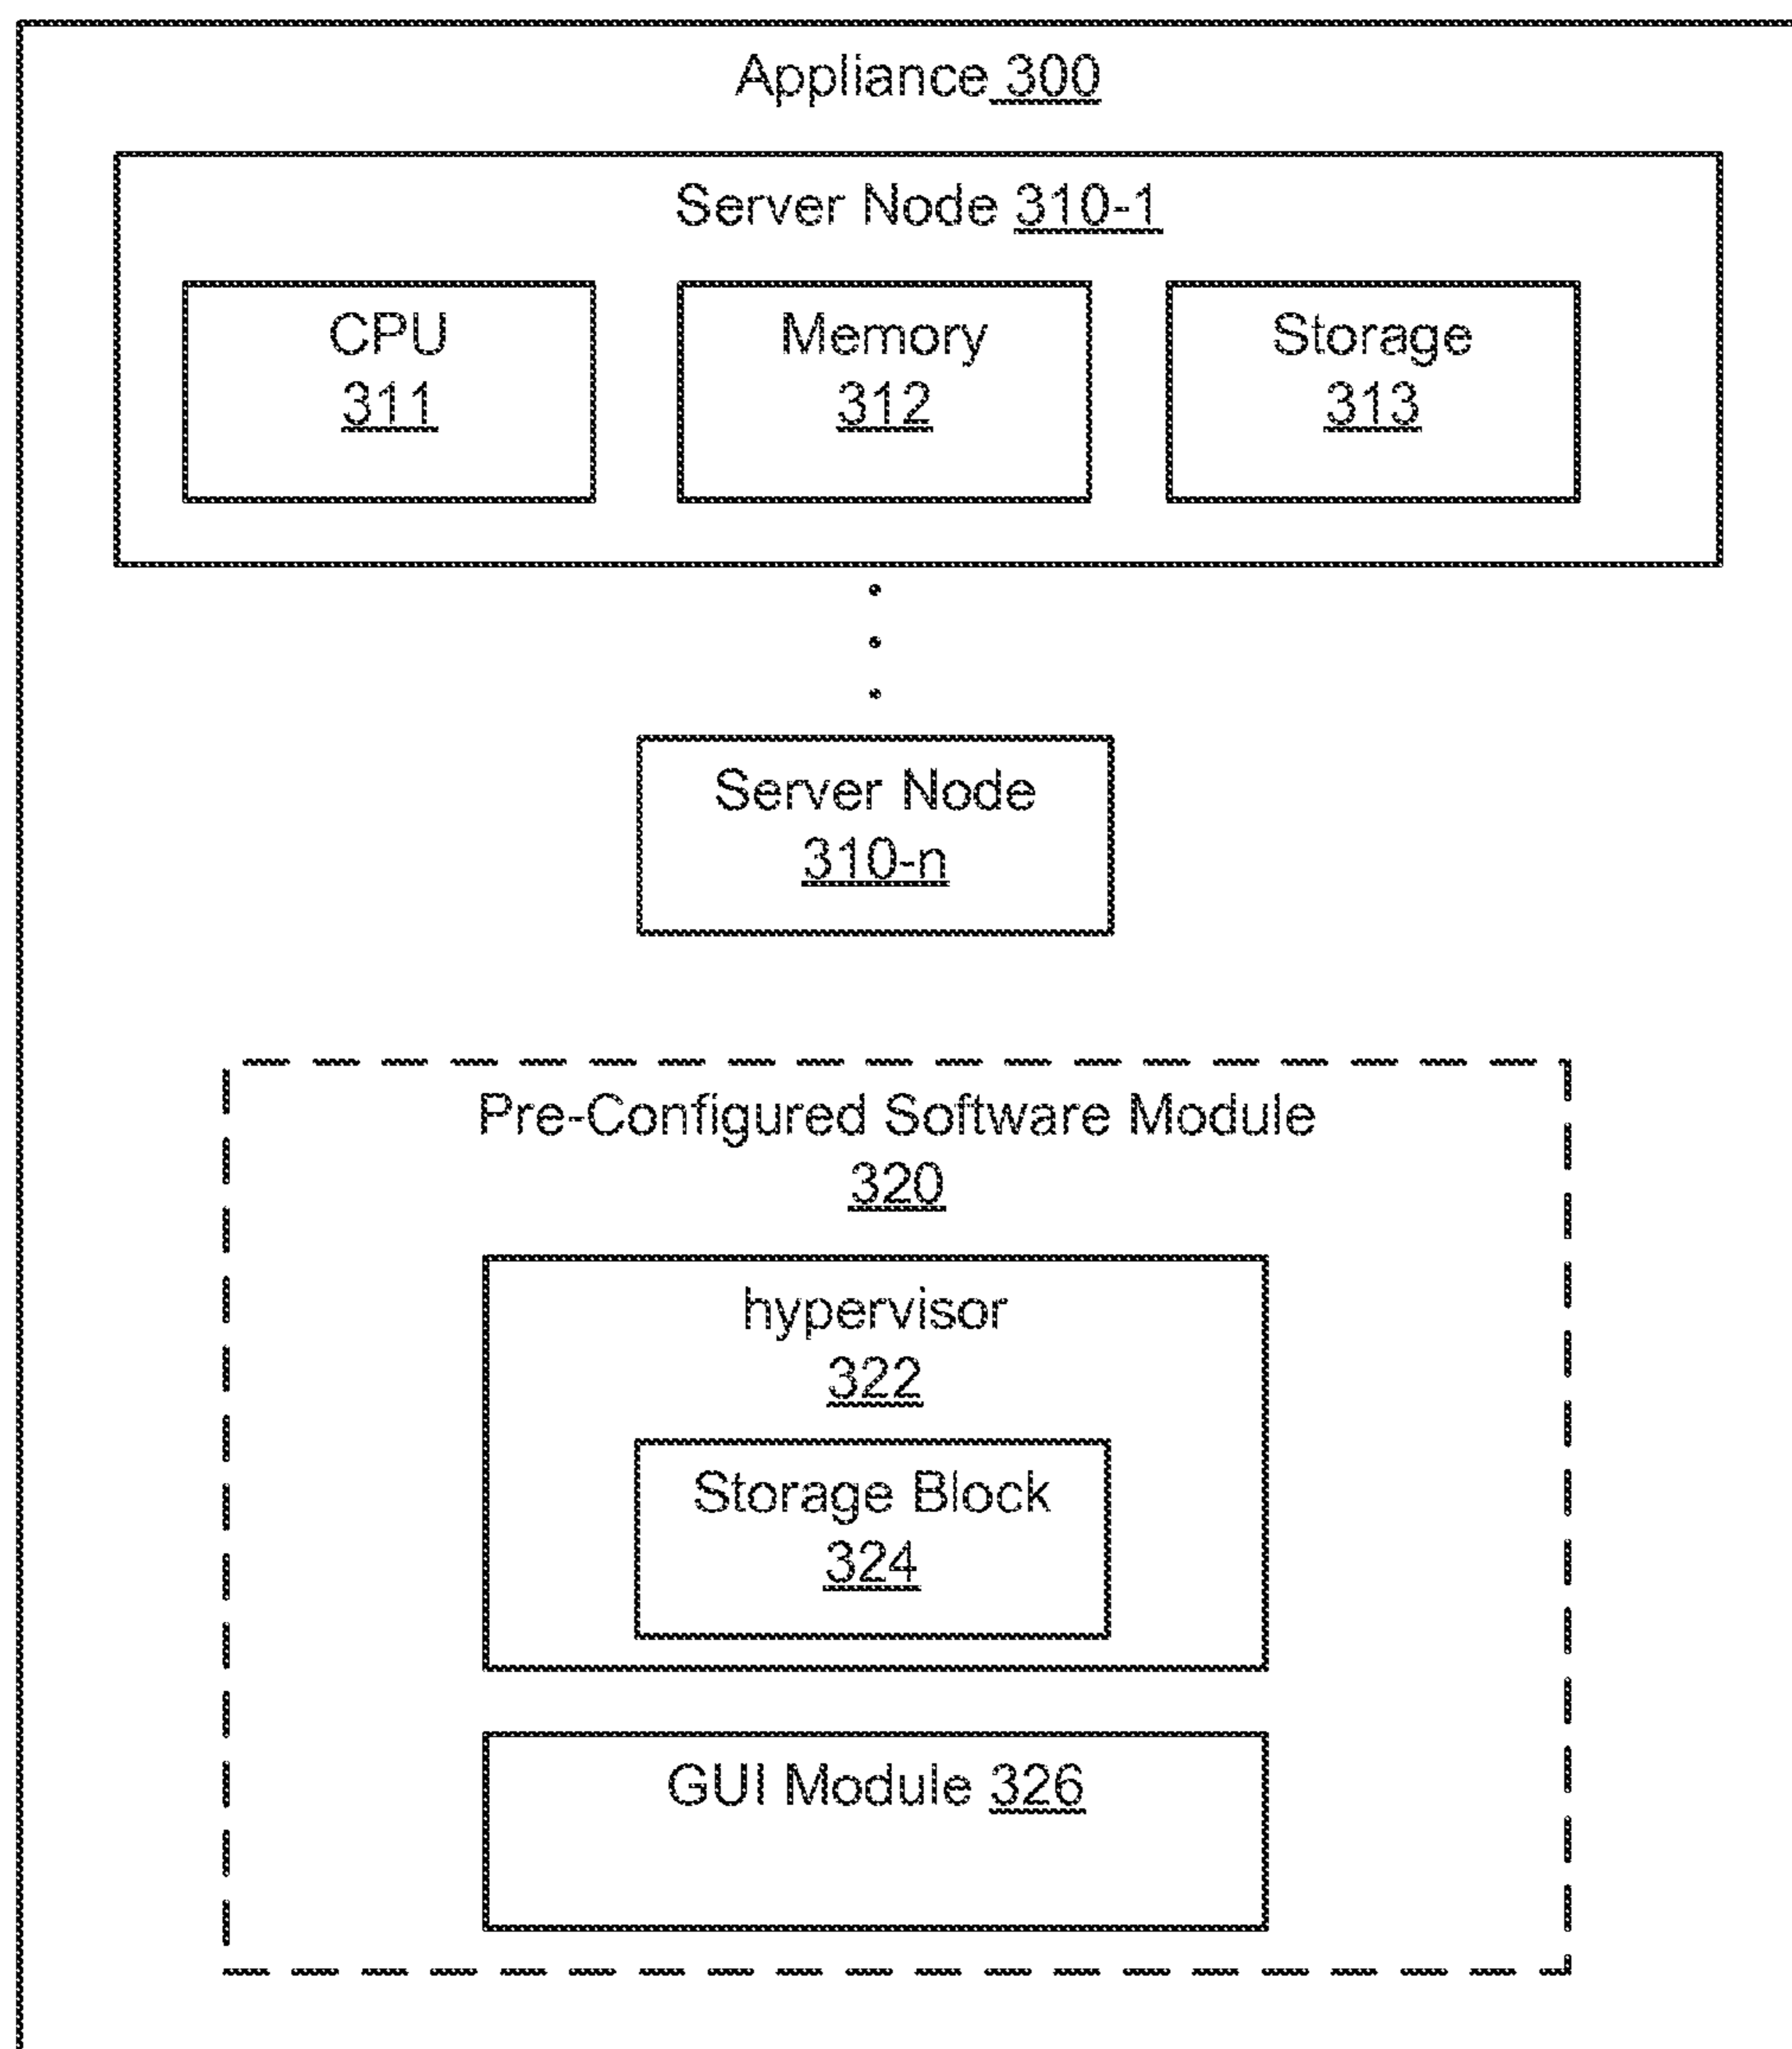 Appliance 300
Server Node 310-1
CPU
311
Memory
312
Storage
313
Server Node
310-n
Pre-Configured Software Module
320
hypervisor
322
Storage Block
324
GUI Module 326